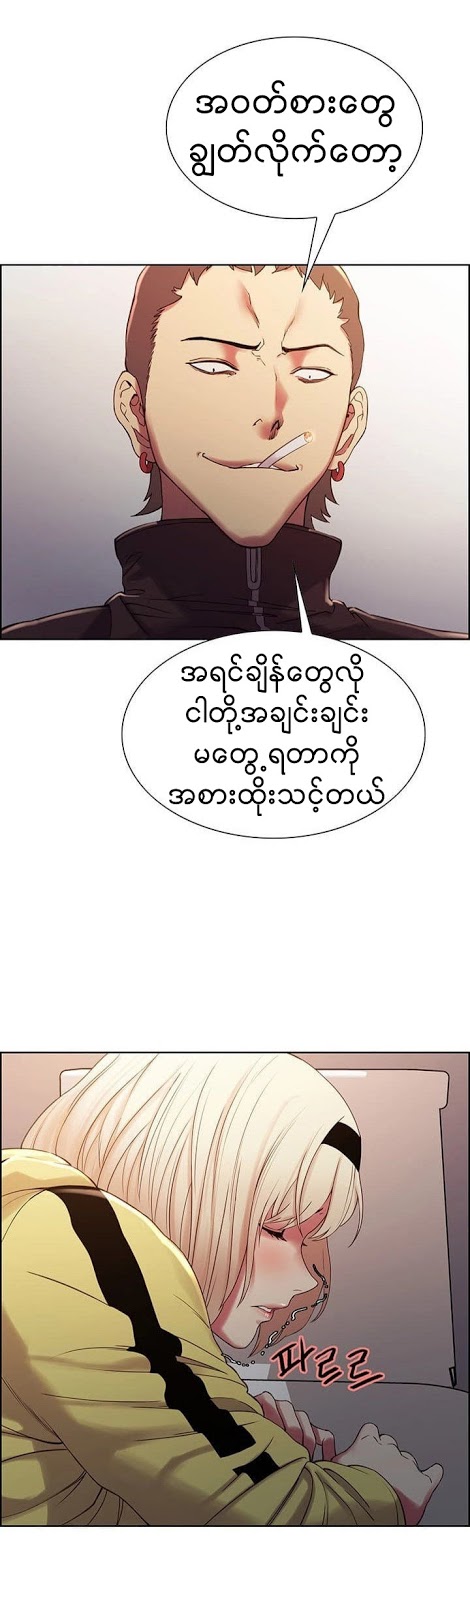 အဝတ်စားတွေ
ချွတ်လိုက်တော့
အရင်ချိန်တွေလို
ငါတို့အချင်းချင်း
မတွေ့ရတာကို
အစားထိုးသင့်တယ်
파르르